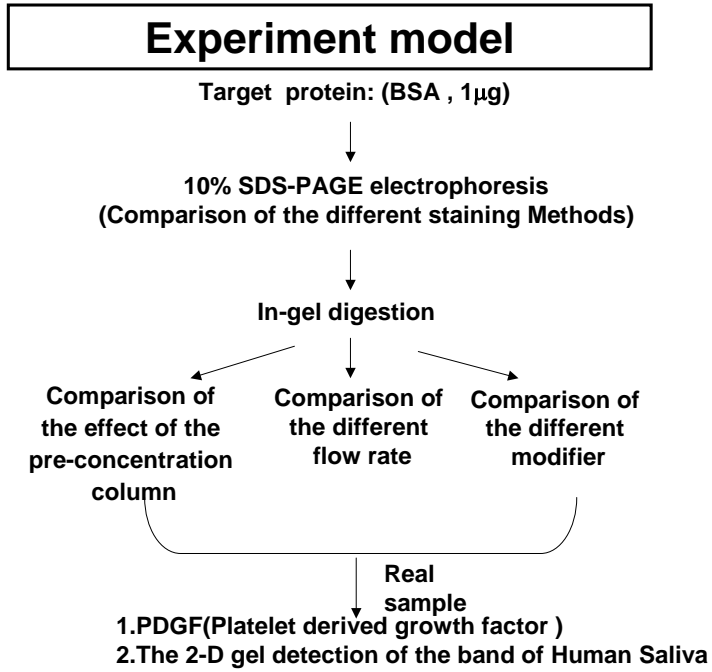 Experiment model
Target protein: (BSA , 1μg)
10% SDS-PAGE electrophoresis
(Comparison of the different staining Methods)
In-gel digestion
Comparison of
the effect of the
pre-concentration
column
Comparison of
the different
flow rate
Comparison of
the different
modifier
Real
sample
1.PDGF(Platelet derived growth factor )
2.The 2-D gel detection of the band of Human Saliva